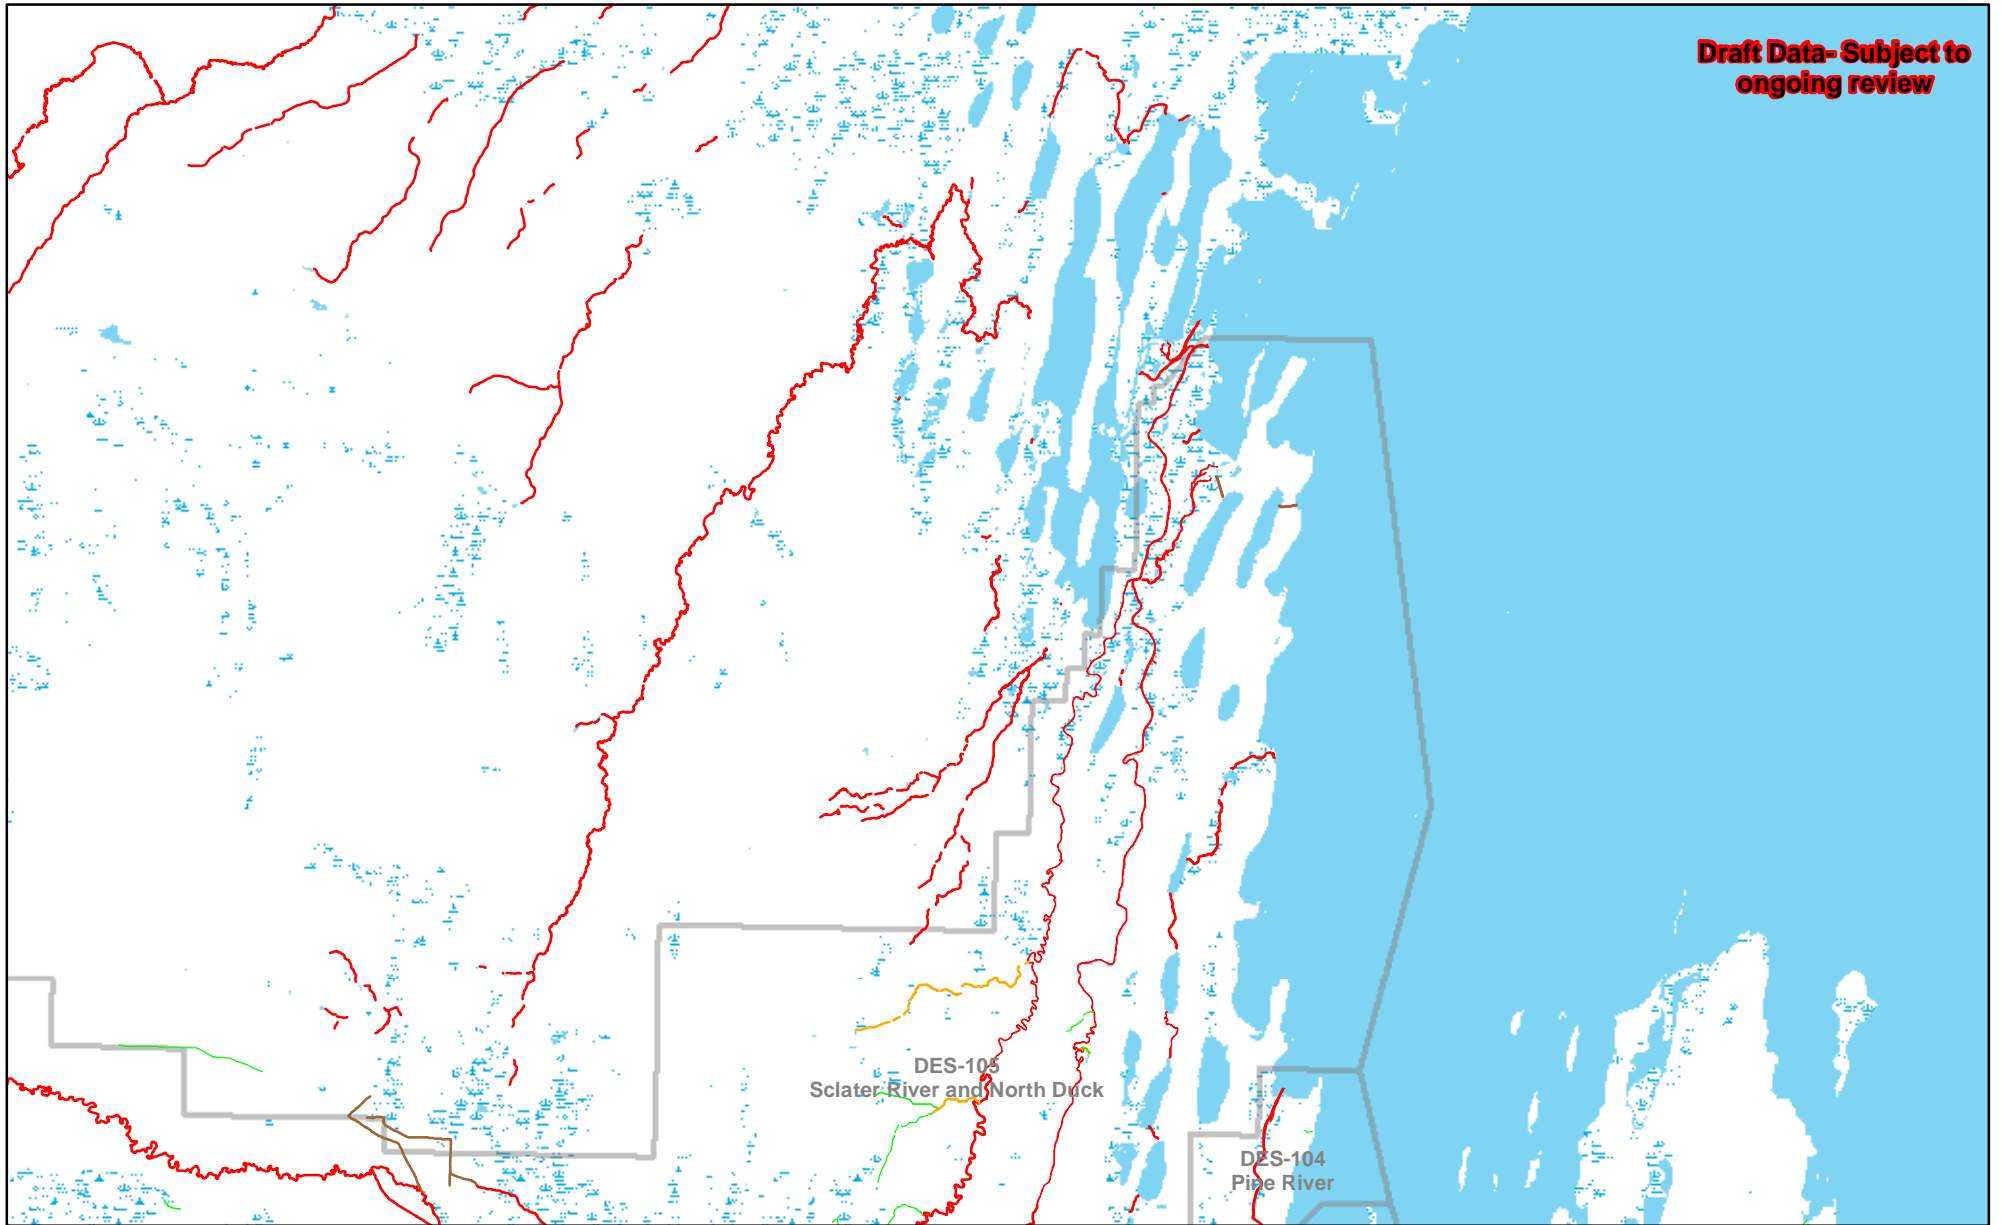 Draft Data- Subject to
ongoing review
DES-105
Sclater River and North Duck
DES-104
Pine River